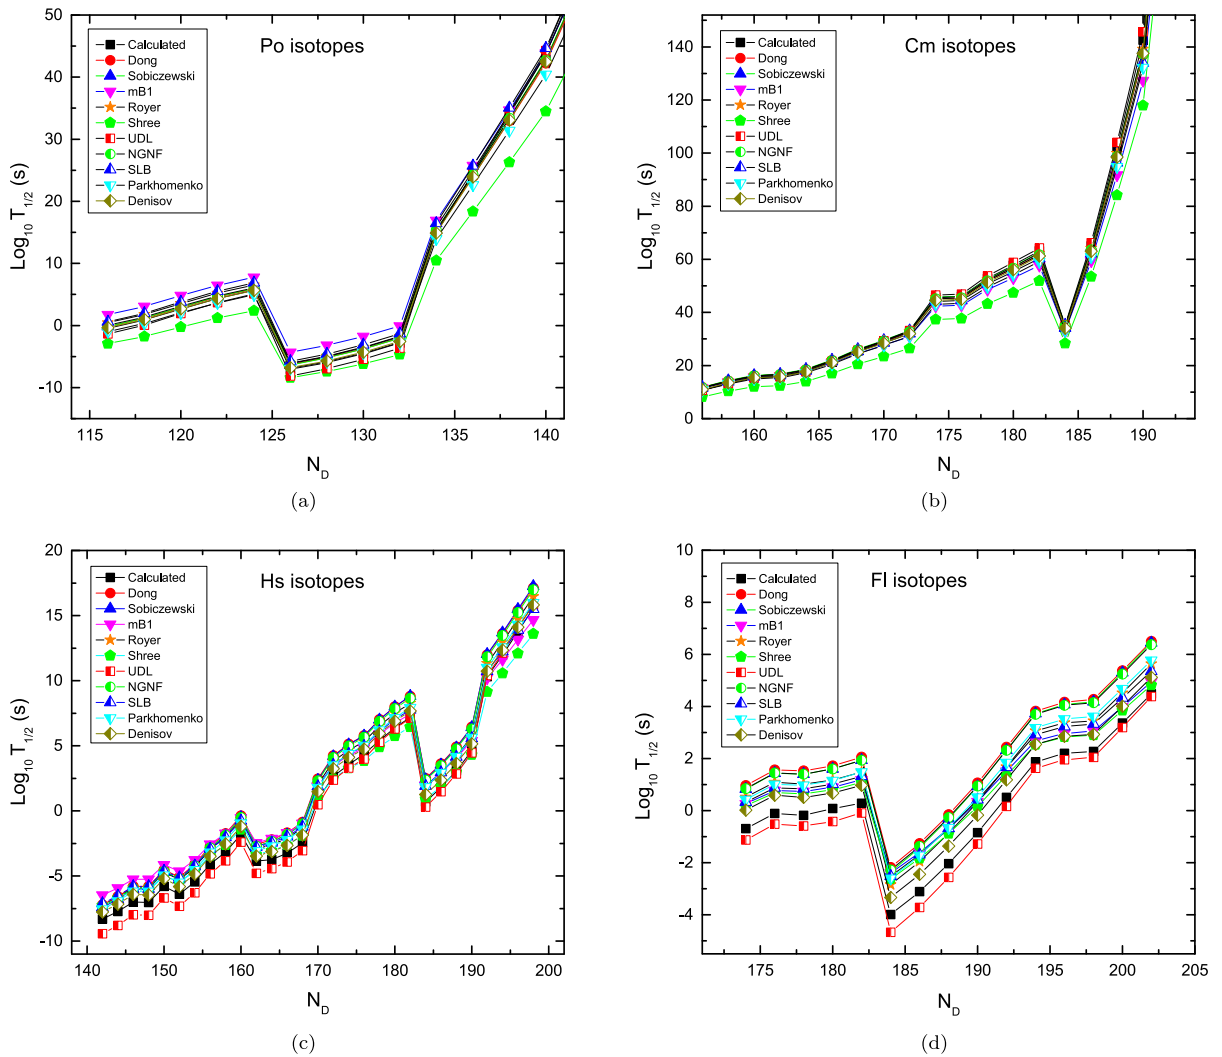 Po isotopes
Calculated
Dong
Sobiczewski
mB1
Royer
Shree
UDL
NGNF
SLB
Parkhomenko
Denisov
Log₁₀ T₁/₂ (s)
50
40
30
20
10
0
-10
115 120 125 130 135 140
N_D
(a)
Cm isotopes
Calculated
Dong
Sobiczewski
mB1
Royer
Shree
UDL
NGNF
SLB
Parkhomenko
Denisov
Log₁₀ T₁/₂ (s)
140
120
100
80
60
40
20
0
160 165 170 175 180 185 190
N_D
(b)
Hs isotopes
Calculated
Dong
Sobiczewski
mB1
Royer
Shree
UDL
NGNF
SLB
Parkhomenko
Denisov
Log₁₀ T₁/₂ (s)
20
15
10
5
0
-5
-10
140 150 160 170 180 190 200
N_D
(c)
Fl isotopes
Calculated
Dong
Sobiczewski
mB1
Royer
Shree
UDL
NGNF
SLB
Parkhomenko
Denisov
Log₁₀ T₁/₂ (s)
10
8
6
4
2
0
-2
-4
175 180 185 190 195 200 205
N_D
(d)